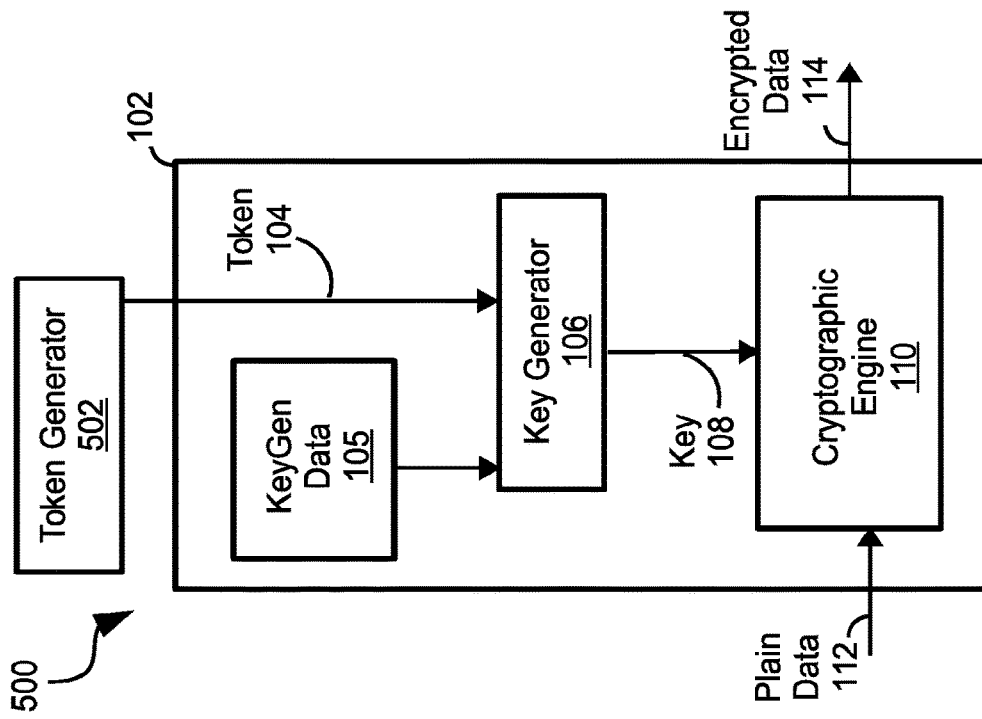 500
Token Generator
502
102
KeyGen
Data
105
Token
104
Key Generator
106
Key
108
Plain
Data
112
Cryptographic
Engine
110
Encrypted
Data
114